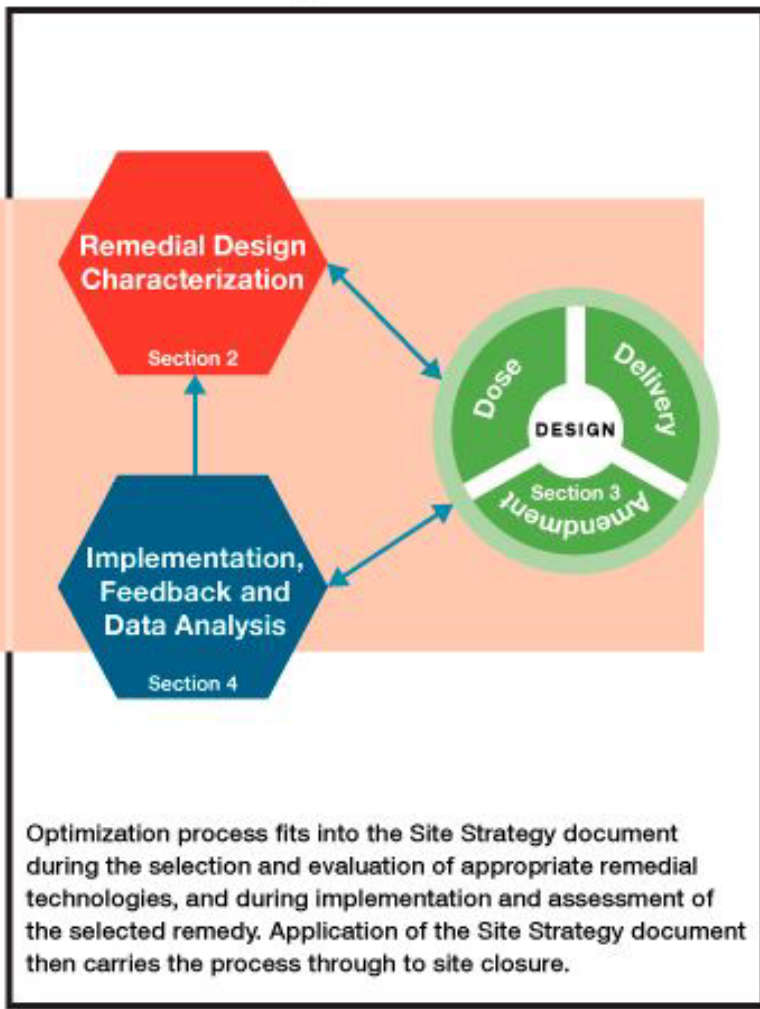 Remedial Design
Characterization
Section 2
Dose
Delivery
DESIGN
Section 3
Amendment
Implementation,
Feedback and
Data Analysis
Section 4
Optimization process fits into the Site Strategy document
during the selection and evaluation of appropriate remedial
technologies, and during implementation and assessment of
the selected remedy. Application of the Site Strategy document
then carries the process through to site closure.